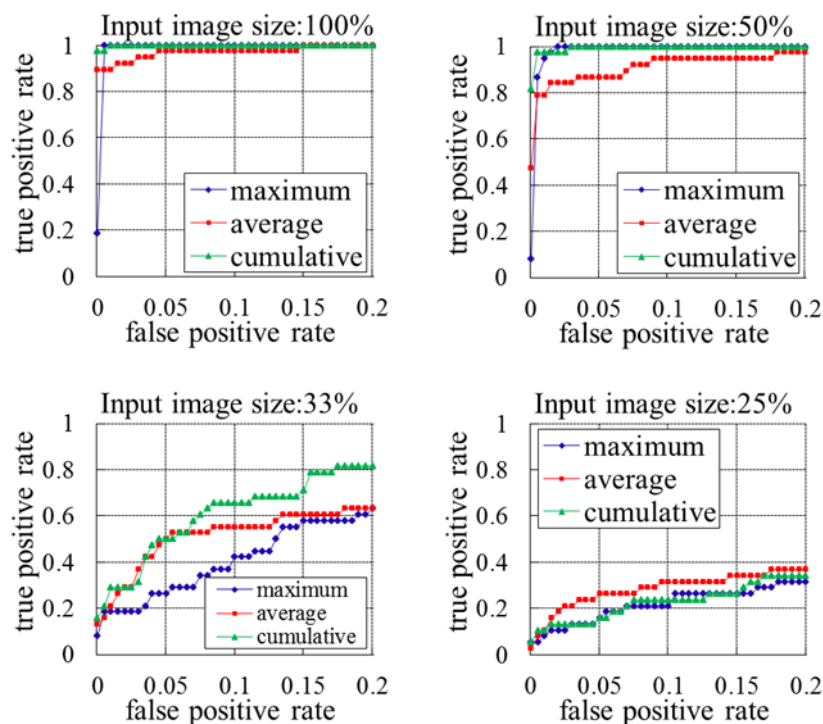 Input image size:100%
1
0.8
0.6
0.4
0.2
0
true positive rate
maximum
average
cumulative
0 0.05 0.1 0.15 0.2
false positive rate
Input image size:50%
1
0.8
0.6
0.4
0.2
0
true positive rate
maximum
average
cumulative
0 0.05 0.1 0.15 0.2
false positive rate
Input image size:33%
1
0.8
0.6
0.4
0.2
0
true positive rate
maximum
average
cumulative
0 0.05 0.1 0.15 0.2
false positive rate
Input image size:25%
1
0.8
0.6
0.4
0.2
0
true positive rate
maximum
average
cumulative
0 0.05 0.1 0.15 0.2
false positive rate